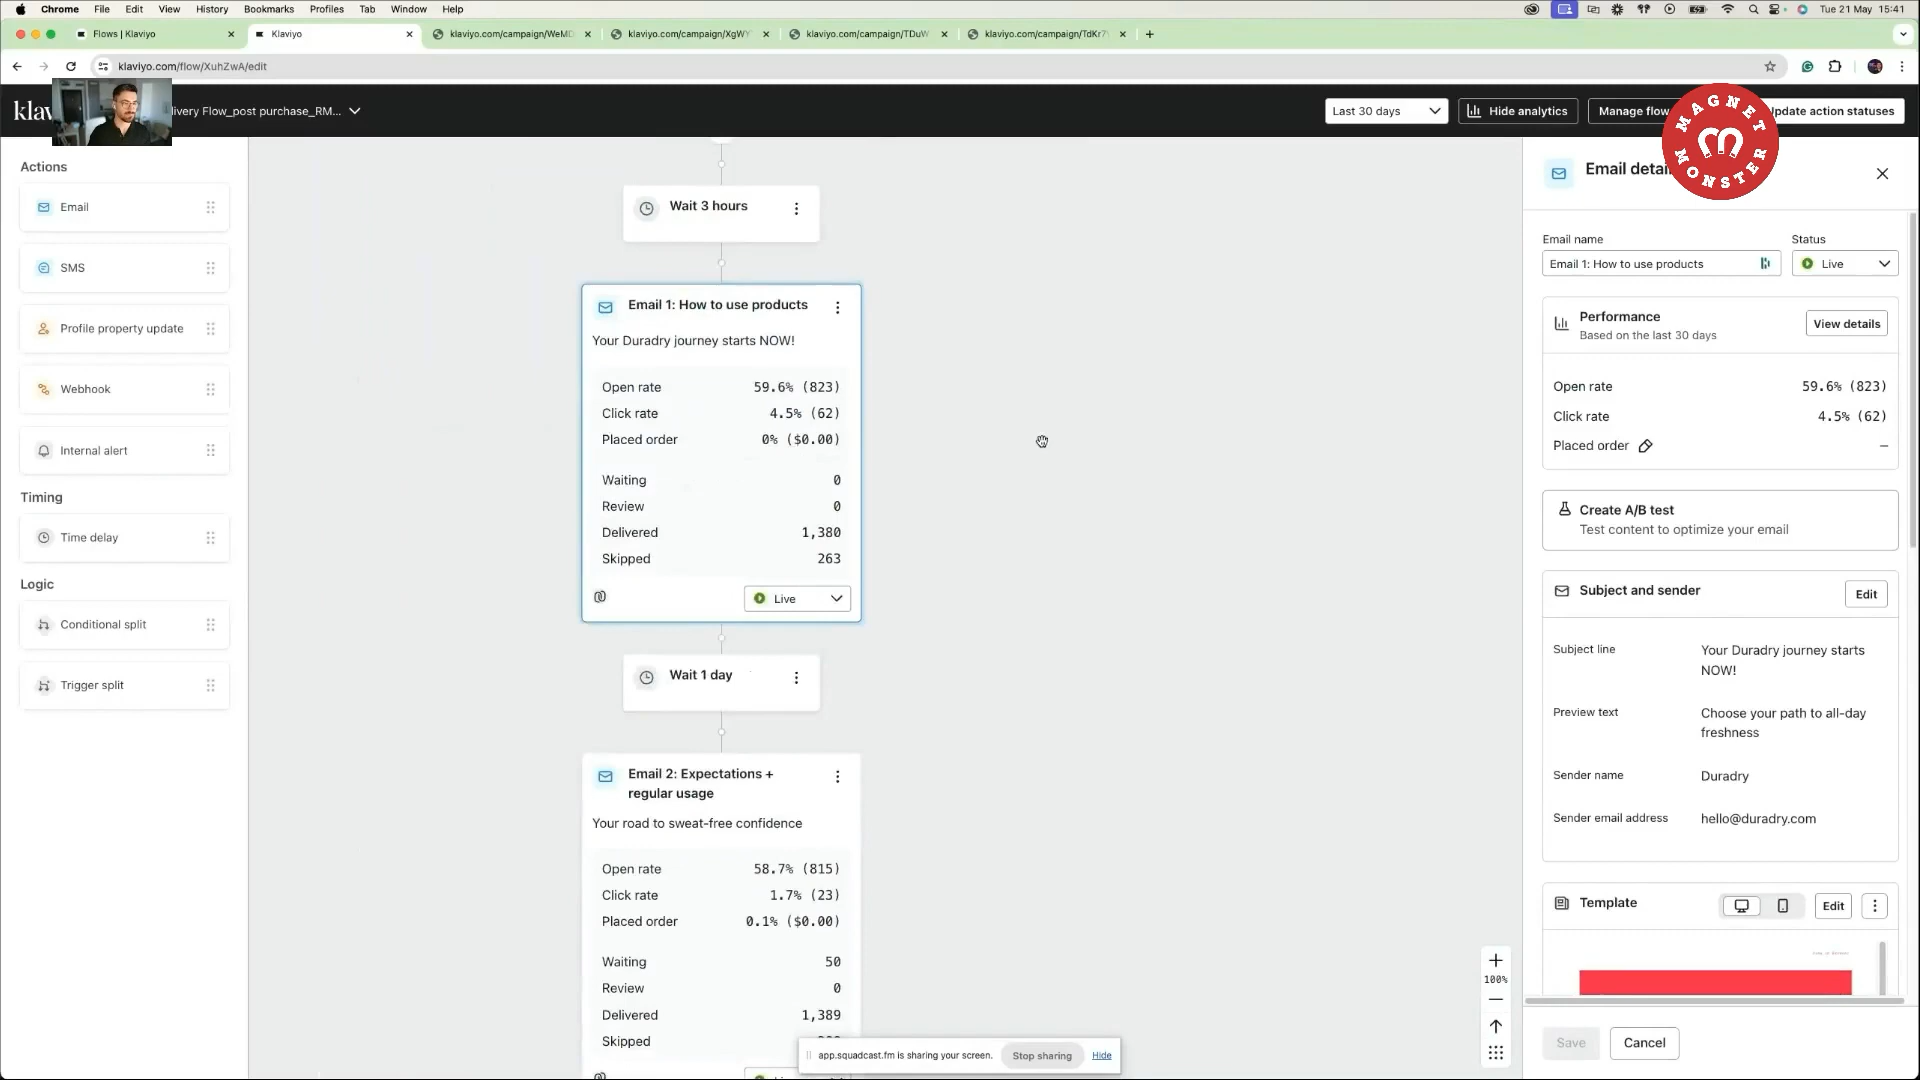 Chrome File Edit View History Bookmarks Profiles Tab Window Help Tue 21 May 15:41
Flows | Klaviyo
Klaviyo
klaviyo.com/campaign/WeMD
klaviyo.com/campaign/XgWY
klaviyo.com/campaign/TDuW
klaviyo.com/campaign/TdKr7
klaviyo.com/flow/XuhZwA/edit
klav
livery Flow_post purchase_RM...
Last 30 days
Hide analytics
Manage flow
Update action statuses
MAGNET
MONSTER
Actions
Email
SMS
Profile property update
Webhook
Internal alert
Timing
Time delay
Logic
Conditional split
Trigger split
Wait 3 hours
Email 1: How to use products
Your Duradry journey starts NOW!
Open rate 59.6% (823)
Click rate 4.5% (62)
Placed order 0% ($0.00)
Waiting 0
Review 0
Delivered 1,380
Skipped 263
Live
Wait 1 day
Email 2: Expectations +
regular usage
Your road to sweat-free confidence
Open rate 58.7% (815)
Click rate 1.7% (23)
Placed order 0.1% ($0.00)
Waiting 50
Review 0
Delivered 1,389
Skipped
app.squadcast.fm is sharing your screen.
Stop sharing
Hide
100%
Email detai
Email name
Status
Email 1: How to use products
Live
Performance
Based on the last 30 days
View details
Open rate 59.6% (823)
Click rate 4.5% (62)
Placed order –
Create A/B test
Test content to optimize your email
Subject and sender
Edit
Subject line Your Duradry journey starts
NOW!
Preview text Choose your path to all-day
freshness
Sender name Duradry
Sender email address hello@duradry.com
Template
Edit
Save
Cancel